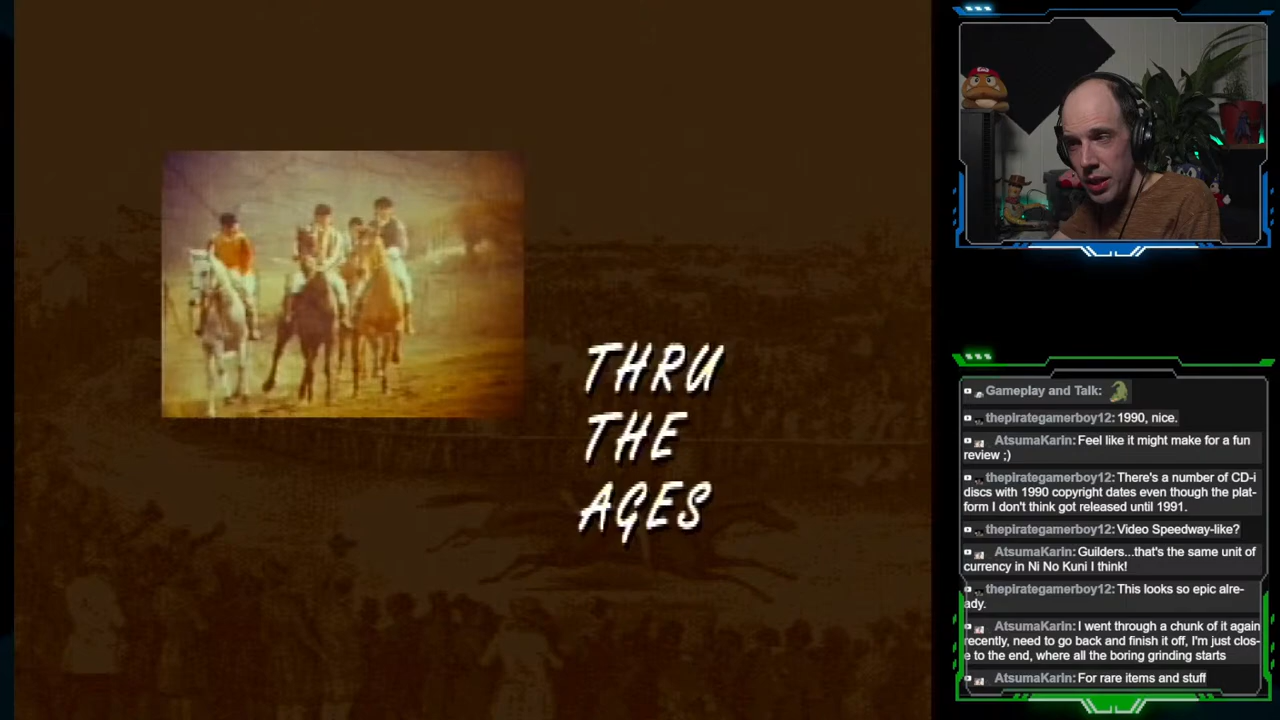 THRU
THE
AGES
Gameplay and Talk:
thepirategamerboy12: 1990, nice.
AtsumaKarin: Feel like it might make for a fun
review ;)
thepirategamerboy12: There's a number of CD-i
discs with 1990 copyright dates even though the plat-
form I don't think got released until 1991.
thepirategamerboy12: Video Speedway-like?
AtsumaKarin: Guilders...that's the same unit of
currency in Ni No Kuni I think!
thepirategamerboy12: This looks so epic alre-
ady.
AtsumaKarin: I went through a chunk of it again
recently, need to go back and finish it off, I'm just clos-
e to the end, where all the boring grinding starts
AtsumaKarin: For rare items and stuff